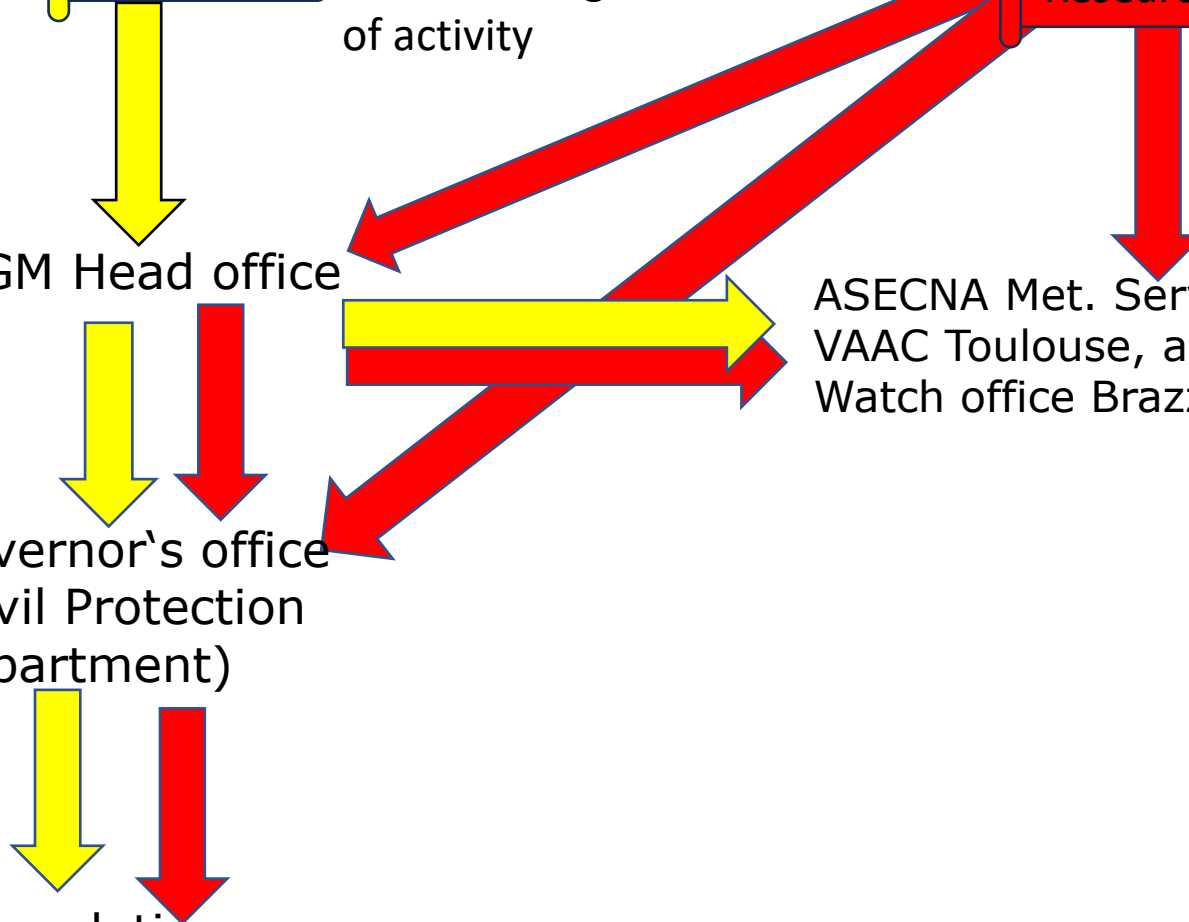 of activity
GM Head office
ASECNA Met. Ser
VAAC Toulouse, a
Watch office Braz
vernor‘s office
vil Protection
partment)